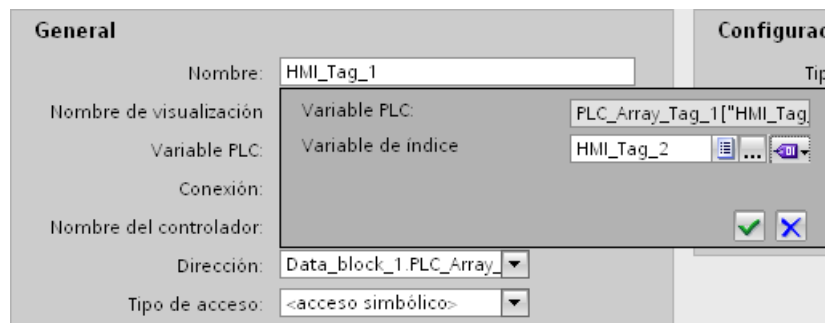 General
Configurac
Nombre: HMI_Tag_1
Tip
Nombre de visualización
Variable PLC: PLC_Array_Tag_1["HMI_Tag_
Variable de índice HMI_Tag_2 ...
Variable PLC:
Conexión:
Nombre del controlador:
Dirección: Data_block_1.PLC_Array_
Tipo de acceso: <acceso simbólico>